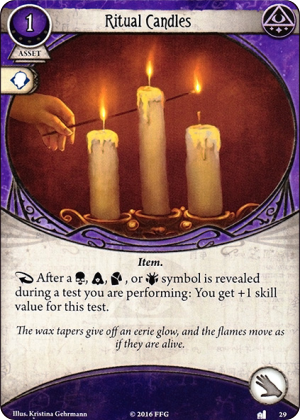 1
Ritual Candles
ASSET
Item.
After a , , , or symbol is revealed
during a test you are performing: You get +1 skill
value for this test.
The wax tapers give off an eerie glow, and the flames move as
if they are alive.
Illus. Kristina Gehrmann
© 2016 FFG
29